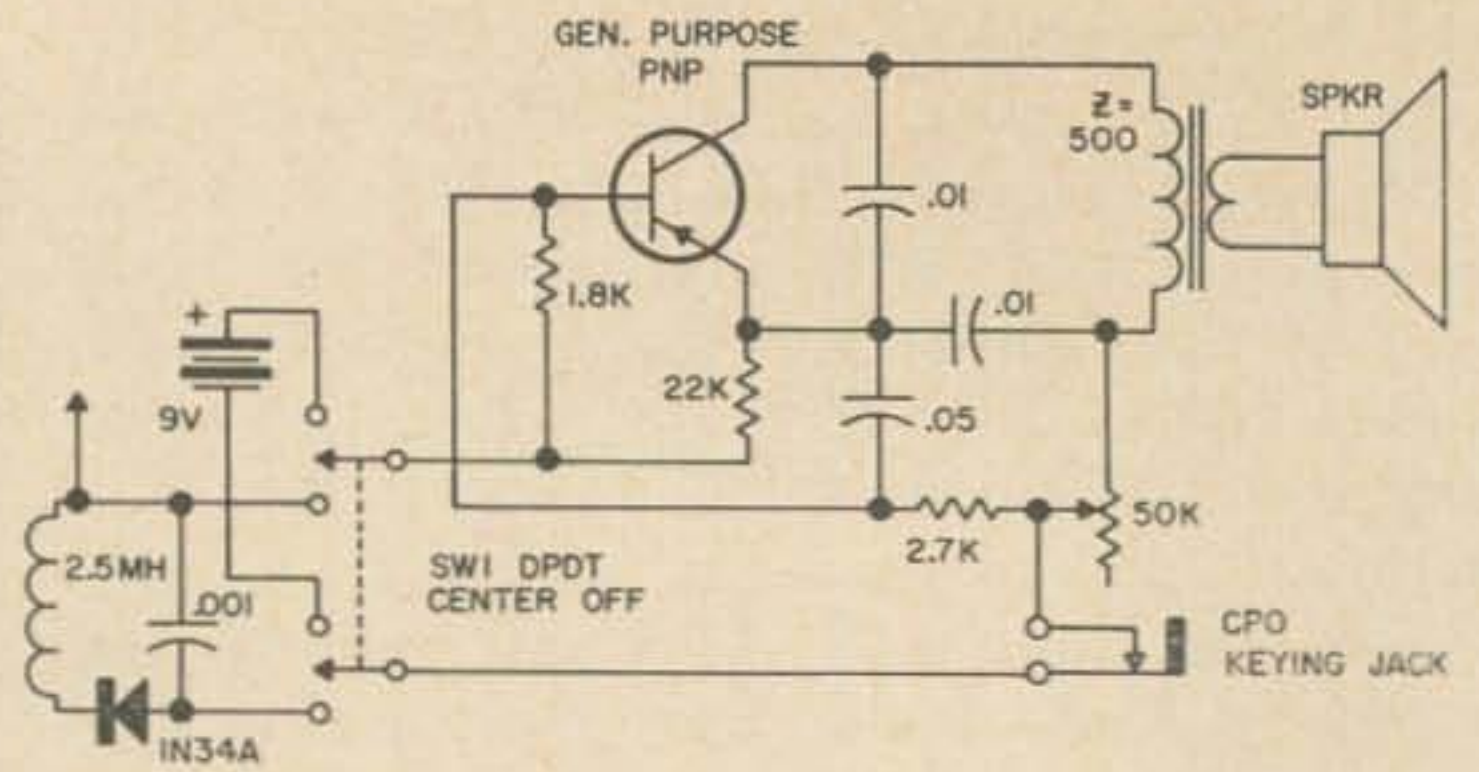 GEN. PURPOSE
PNP
Z =
500
SPKR
.01
1.8K
+
.01
9V
22K
.05
50K
2.5MH
2.7K
SW1 DPDT
CENTER OFF
.001
CPO
KEYING JACK
1N34A